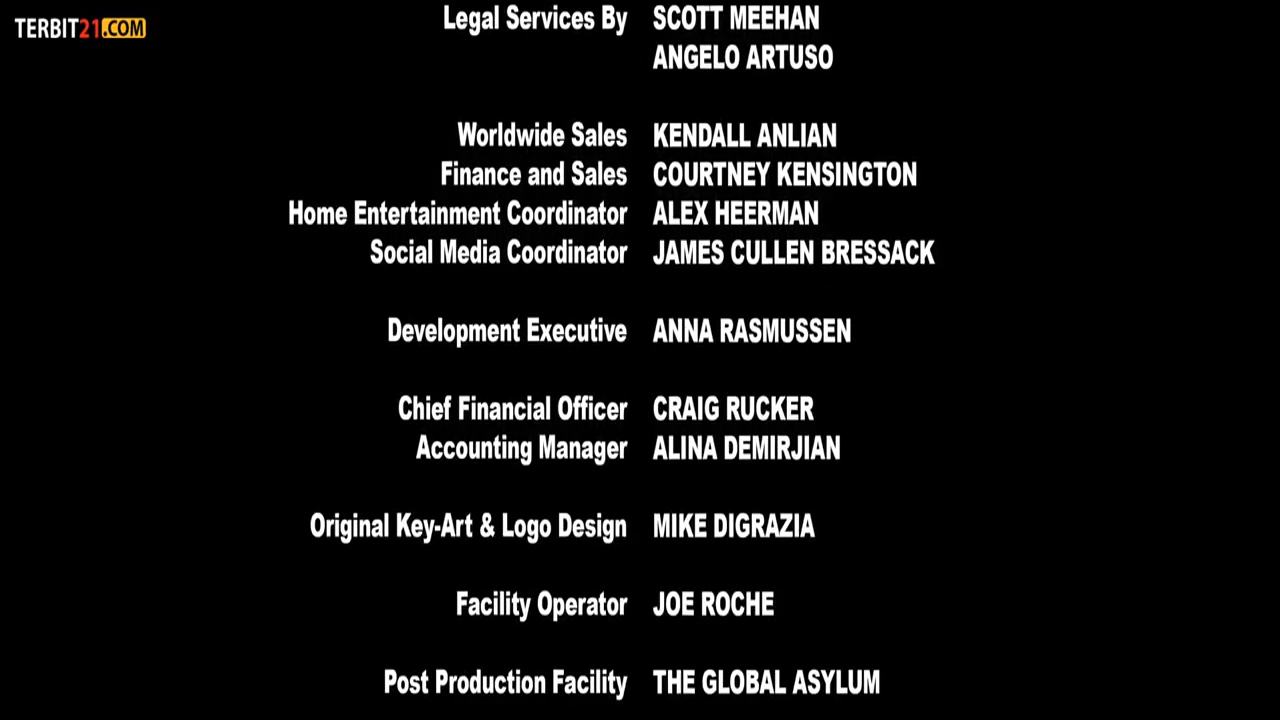 TERBIT21.COM
Legal Services By SCOTT MEEHAN
ANGELO ARTUSO
Worldwide Sales KENDALL ANLIAN
Finance and Sales COURTNEY KENSINGTON
Home Entertainment Coordinator ALEX HEERMAN
Social Media Coordinator JAMES CULLEN BRESSACK
Development Executive ANNA RASMUSSEN
Chief Financial Officer CRAIG RUCKER
Accounting Manager ALINA DEMIRJIAN
Original Key-Art & Logo Design MIKE DIGRAZIA
Facility Operator JOE ROCHE
Post Production Facility THE GLOBAL ASYLUM